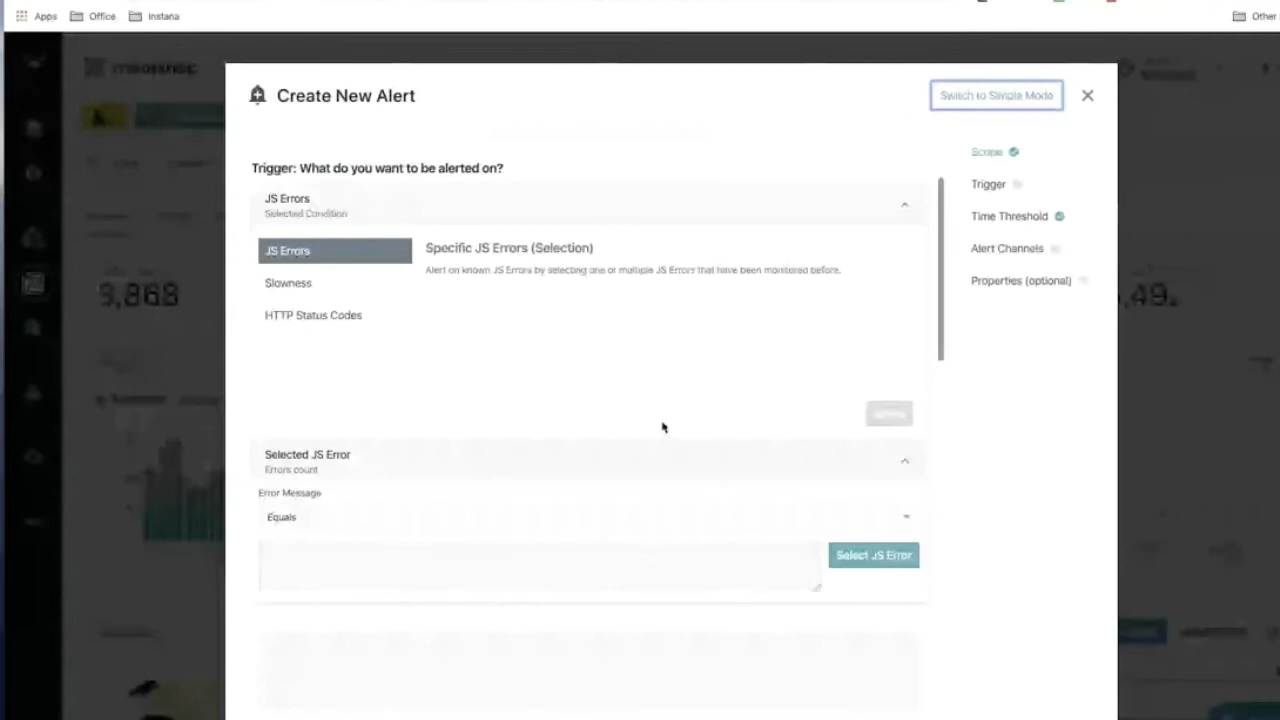 Apps Office Instana Other
Create New Alert
Switch to Simple Mode
Trigger: What do you want to be alerted on?
Scope
JS Errors
Selected Condition
Trigger
Time Threshold
JS Errors
Specific JS Errors (Selection)
Alert Channels
Alert on known JS Errors by selecting one or multiple JS Errors that have been monitored before.
Properties (optional)
Slowness
9,868
HTTP Status Codes
Selected JS Error
Errors count
Error Message
Equals
Select JS Error